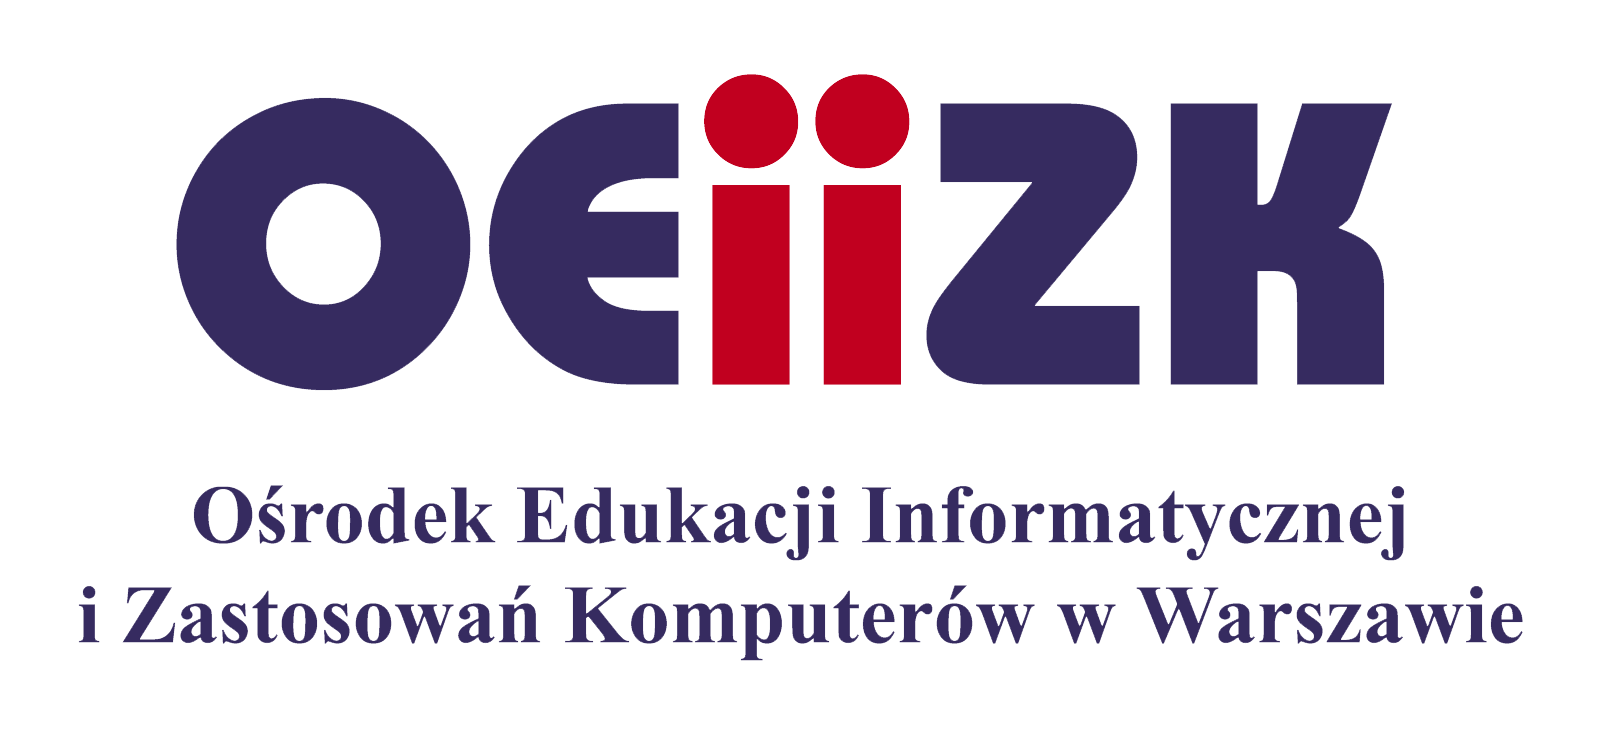 OEiiZK
Ośrodek Edukacji Informatycznej
i Zastosowań Komputerów w Warszawie